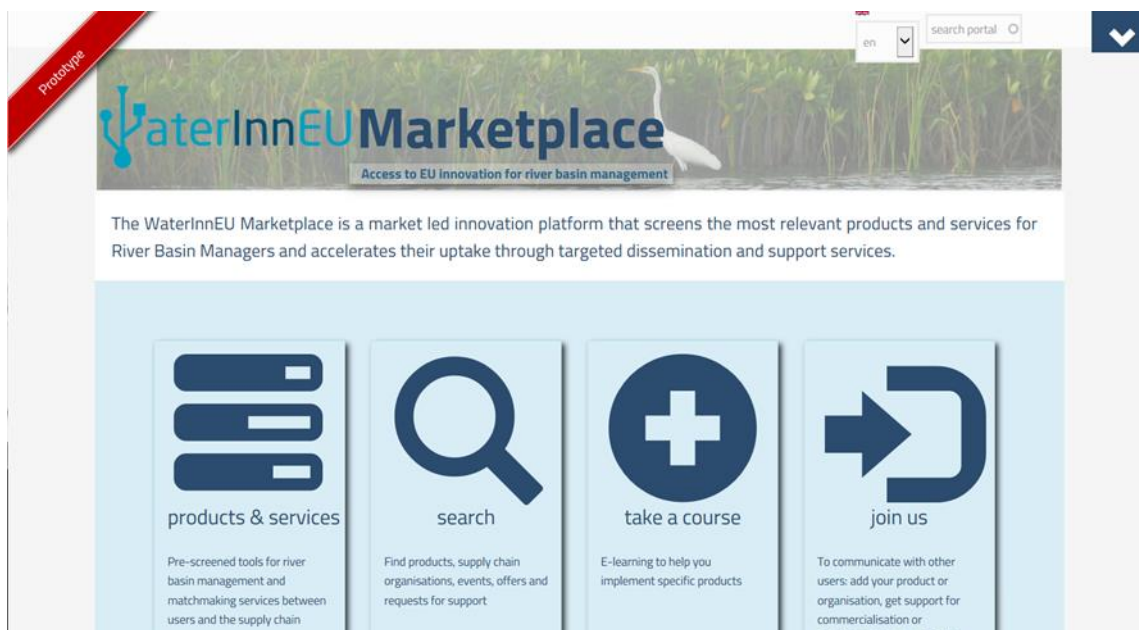 Prototype
en
search portal
WaterInnEU Marketplace
Access to EU innovation for river basin management
The WaterInnEU Marketplace is a market led innovation platform that screens the most relevant products and services for
River Basin Managers and accelerates their uptake through targeted dissemination and support services.
products & services
Pre-screened tools for river
basin management and
matchmaking services between
users and the supply chain
search
Find products, supply chain
organisations, events, offers and
requests for support
take a course
E-learning to help you
implement specific products
join us
To communicate with other
users: add your product or
organisation, get support for
commercialisation or